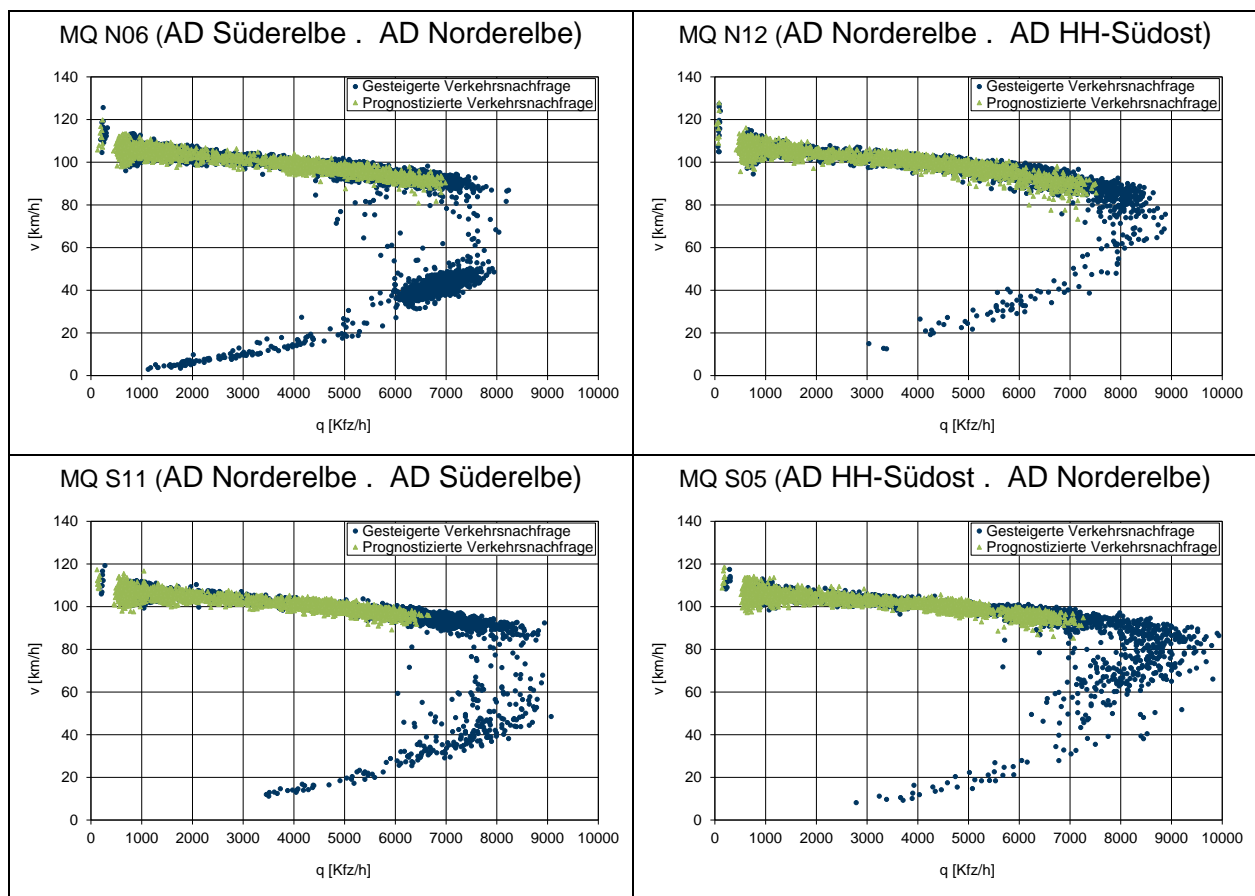 MQ N06 (AD Süderelbe . AD Norderelbe)
140
120
100
80
60
40
20
0
v [km/h]
Gesteigerte Verkehrsnachfrage
Prognostizierte Verkehrsnachfrage
0 1000 2000 3000 4000 5000 6000 7000 8000 9000 10000
q [Kfz/h]
MQ N12 (AD Norderelbe . AD HH-Südost)
140
120
100
80
60
40
20
0
v [km/h]
Gesteigerte Verkehrsnachfrage
Prognostizierte Verkehrsnachfrage
0 1000 2000 3000 4000 5000 6000 7000 8000 9000 10000
q [Kfz/h]
MQ S11 (AD Norderelbe . AD Süderelbe)
140
120
100
80
60
40
20
0
v [km/h]
Gesteigerte Verkehrsnachfrage
Prognostizierte Verkehrsnachfrage
0 1000 2000 3000 4000 5000 6000 7000 8000 9000 10000
q [Kfz/h]
MQ S05 (AD HH-Südost . AD Norderelbe)
140
120
100
80
60
40
20
0
v [km/h]
Gesteigerte Verkehrsnachfrage
Prognostizierte Verkehrsnachfrage
0 1000 2000 3000 4000 5000 6000 7000 8000 9000 10000
q [Kfz/h]